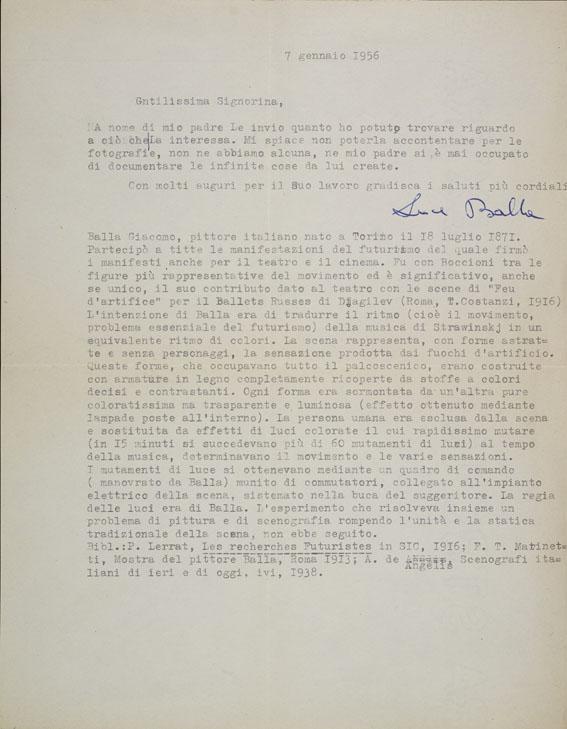 7 gennaio 1956
Gntilissima Signorina,
A nome di mio padre Le invio quanto ho potuto trovare riguardo
a ciò che La interessa. Mi spiace non poterla accontentare per le
fotografie, non ne abbiamo alcuna, ne mio padre si è mai occupato
di documentare le infinite cose da lui create.
Con molti auguri per il Suo lavoro gradisca i saluti più cordiali
Luce Balla
Balla Giacomo, pittore italiano nato a Torino il I8 luglio I87I.
Partecipò a titte le manifestazioni del futurismo del quale firmò
i manifesti anche per il teatro e il cinema. Fu con Boccioni tra le
figure più rappresentative del movimento ed è significativo, anche
se unico, il suo contributo dato al teatro con le scene di "Feu
d'artifice" per il Ballets Russes di Djagilev (Roma, T.Costanzi, I9I6)
L'intenzione di Balla era di tradurre il ritmo (cioè il movimento,
problema essenziale del futurismo) della musica di Strawinskj in un
equivalente ritmo di colori. La scena rappresenta, con forme astrat=
te e senza personaggi, la sensazione prodotta dai fuochi d'artificio.
Queste forme, che occupavano tutto il palcoscenico, erano costruite
con armature in legno completamente ricoperte da stoffe a colori
decisi e contrastanti. Ogni forma era sormontata da un'altra pure
coloratissima ma trasparente e luminosa (effetto ottenuto mediante
lampade poste all'interno). La persona umana era esclusa dalla scena
e sostituita da effetti di luci colorate il cui rapidissimo mutare
(in I5 minuti si succedevano più di 60 mutamenti di luci) al tempo
della musica, determinavano il movimento e le varie sensazioni.
I mutamenti di luce si ottenevano mediante un quadro di comando
( manovrato da Balla) munito di commutatori, collegato all'impianto
elettrico della scena, sistemato nella buca del suggeritore. La regia
delle luci era di Balla. L'esperimento che risolveva insieme un
problema di pittura e di scenografia rompendo l'unità e la statica
tradizionale della scena, non ebbe seguito.
Bibl.:P. Lerrat, Les recherches Futuristes in SIC, I9I6; F. T. Marinet=
ti, Mostra del pittore Balla, Roma I9I3; A. de Angelis, Scenografi ita=
liani di ieri e di oggi, ivi, I938.